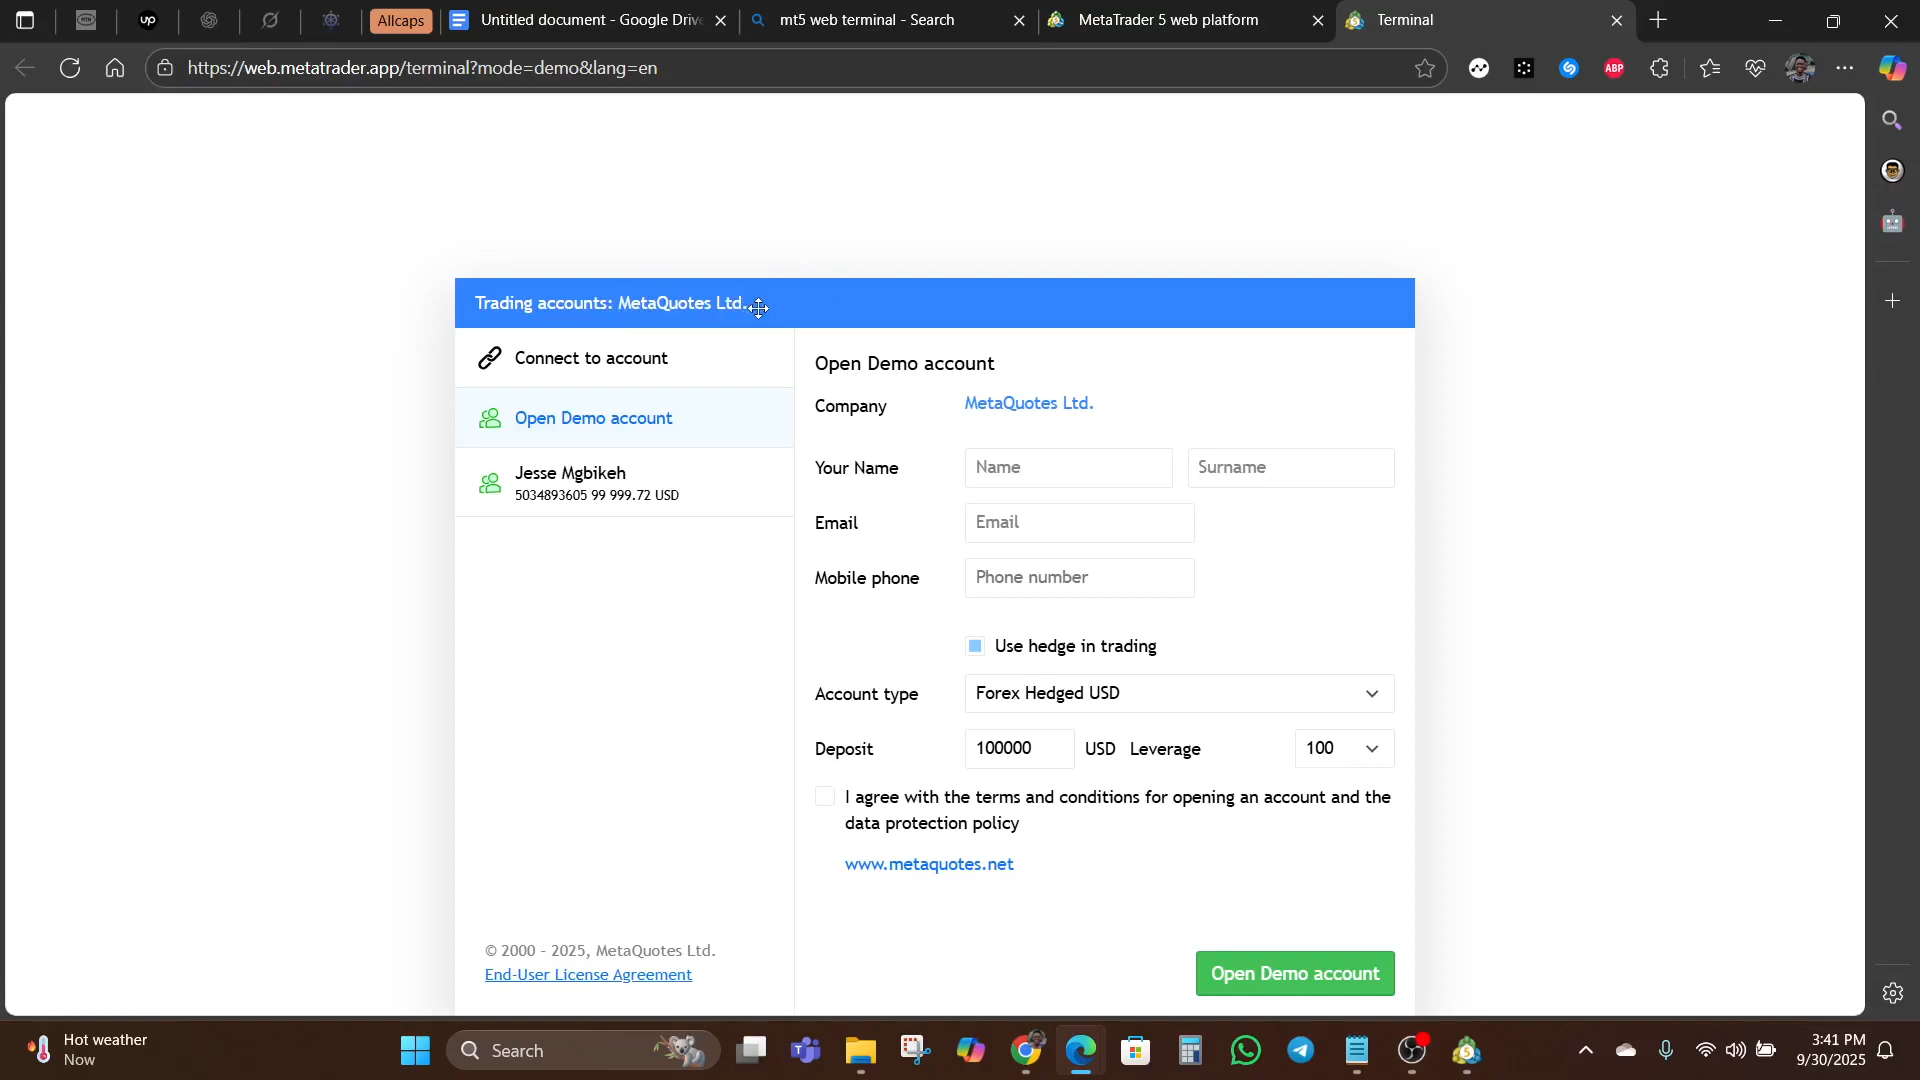 Allcaps
Untitled document - Google Drive
mt5 web terminal - Search
MetaTrader 5 web platform
Terminal
https://web.metatrader.app/terminal?mode=demo&lang=en
ABP
up
Trading accounts: MetaQuotes Ltd.
Connect to account
Open Demo account
Jesse Mgbikeh
5034893605 99 999.72 USD
© 2000 - 2025, MetaQuotes Ltd.
End-User License Agreement
Open Demo account
Company
MetaQuotes Ltd.
Your Name
Name
Surname
Email
Email
Mobile phone
Phone number
Use hedge in trading
Account type
Forex Hedged USD
Deposit
100000
USD
Leverage
100
I agree with the terms and conditions for opening an account and the
data protection policy
www.metaquotes.net
Open Demo account
Hot weather
Now
Search
3:41 PM
9/30/2025